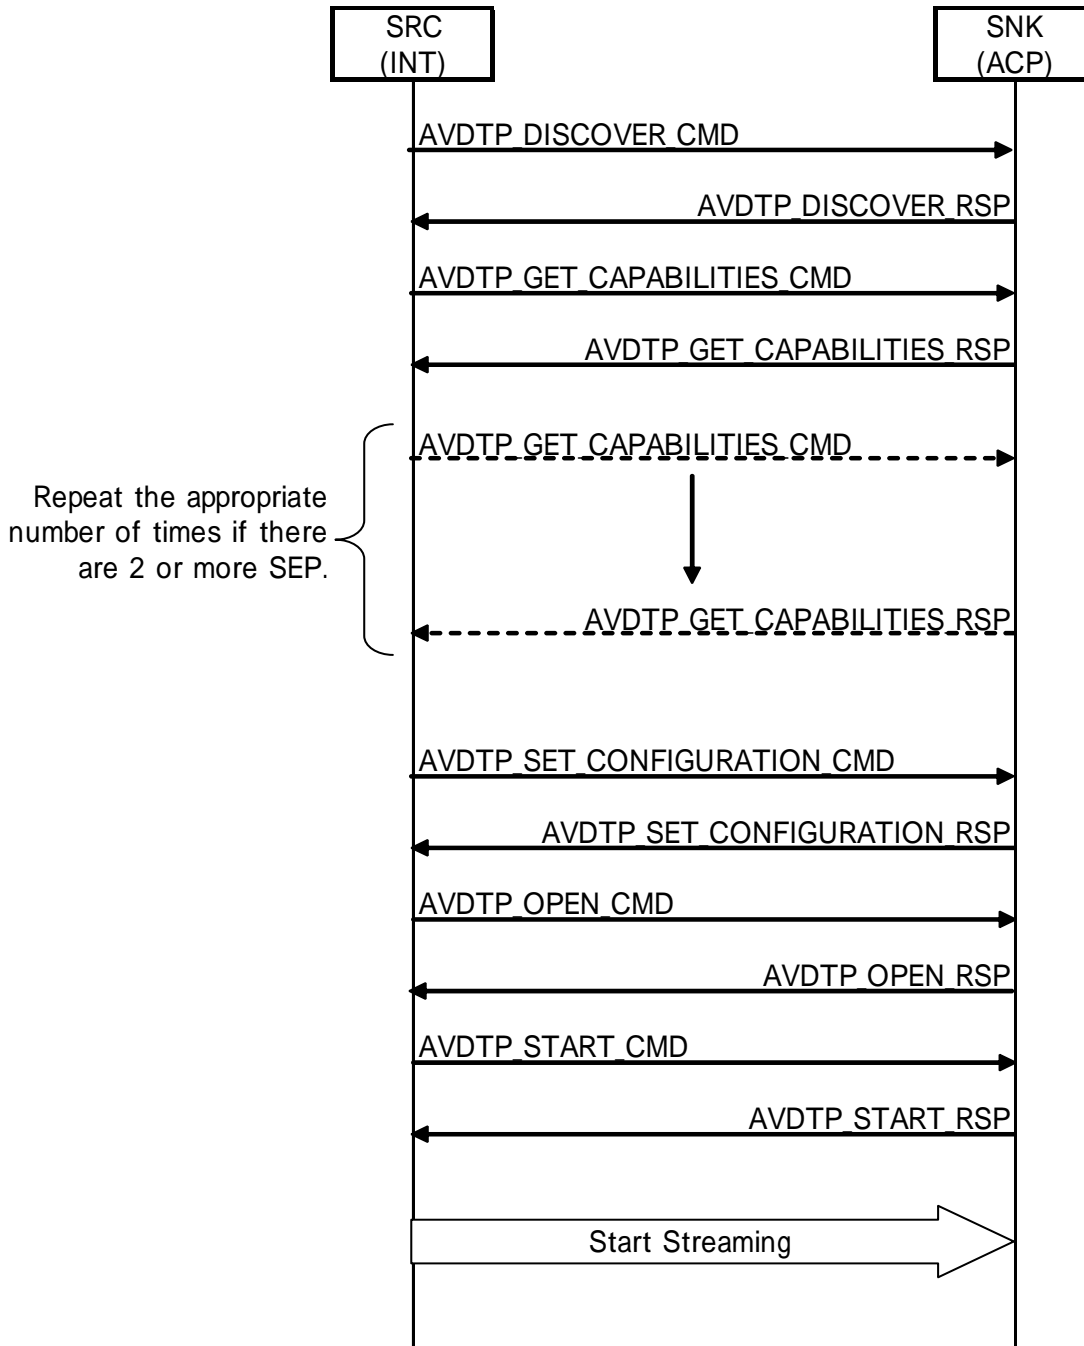 SRC
(INT)
SNK
(ACP)
AVDTP_DISCOVER_CMD
AVDTP_DISCOVER_RSP
AVDTP_GET_CAPABILITIES_CMD
AVDTP_GET_CAPABILITIES_RSP
AVDTP_GET_CAPABILITIES_CMD
Repeat the appropriate
number of times if there
are 2 or more SEP.
AVDTP_GET_CAPABILITIES_RSP
AVDTP_SET_CONFIGURATION_CMD
AVDTP_SET_CONFIGURATION_RSP
AVDTP_OPEN_CMD
AVDTP_OPEN_RSP
AVDTP_START_CMD
AVDTP_START_RSP
Start Streaming